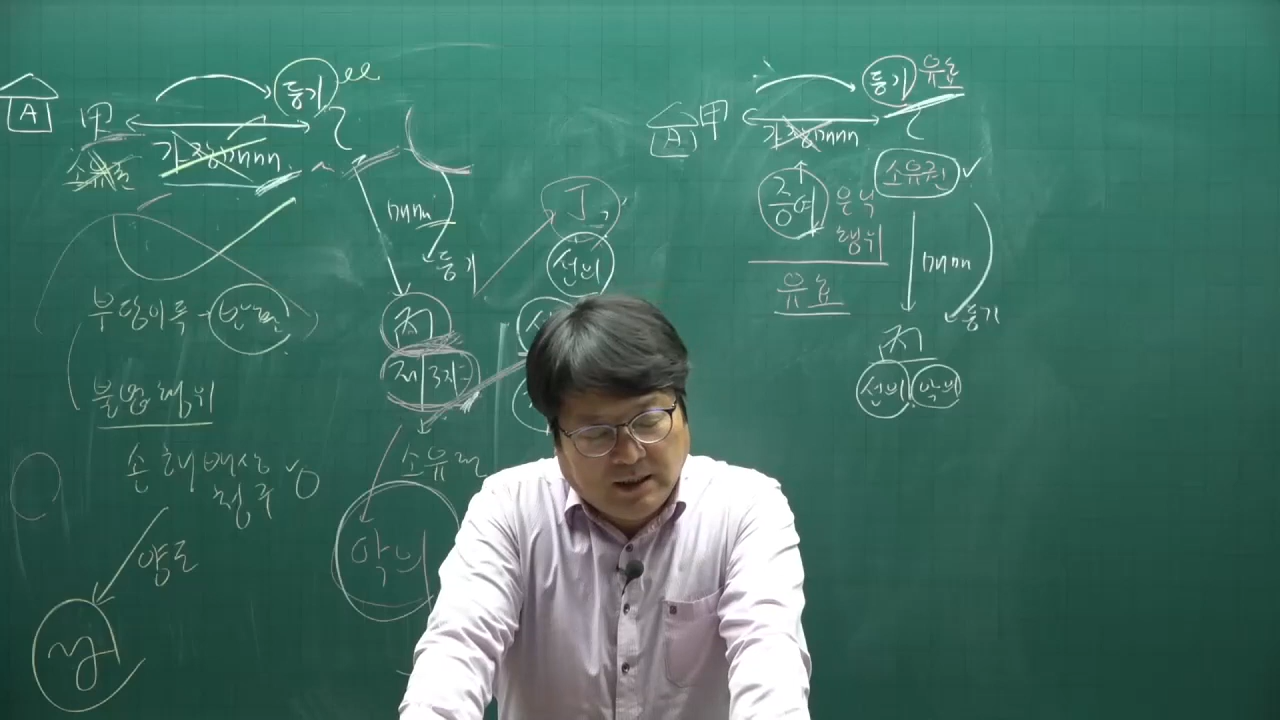 등기 ee
A 甲 乙
소유권 가장매매
매매
등기
丁
선의
부당이득 반환
丙
제3자
불법행위
소유권
손해배상
청구 0
악의
양도
y
등기 유효
A 甲 乙
가장매매
소유권
증여 은닉
행위
매매
유효
등기
丙
선의 악의